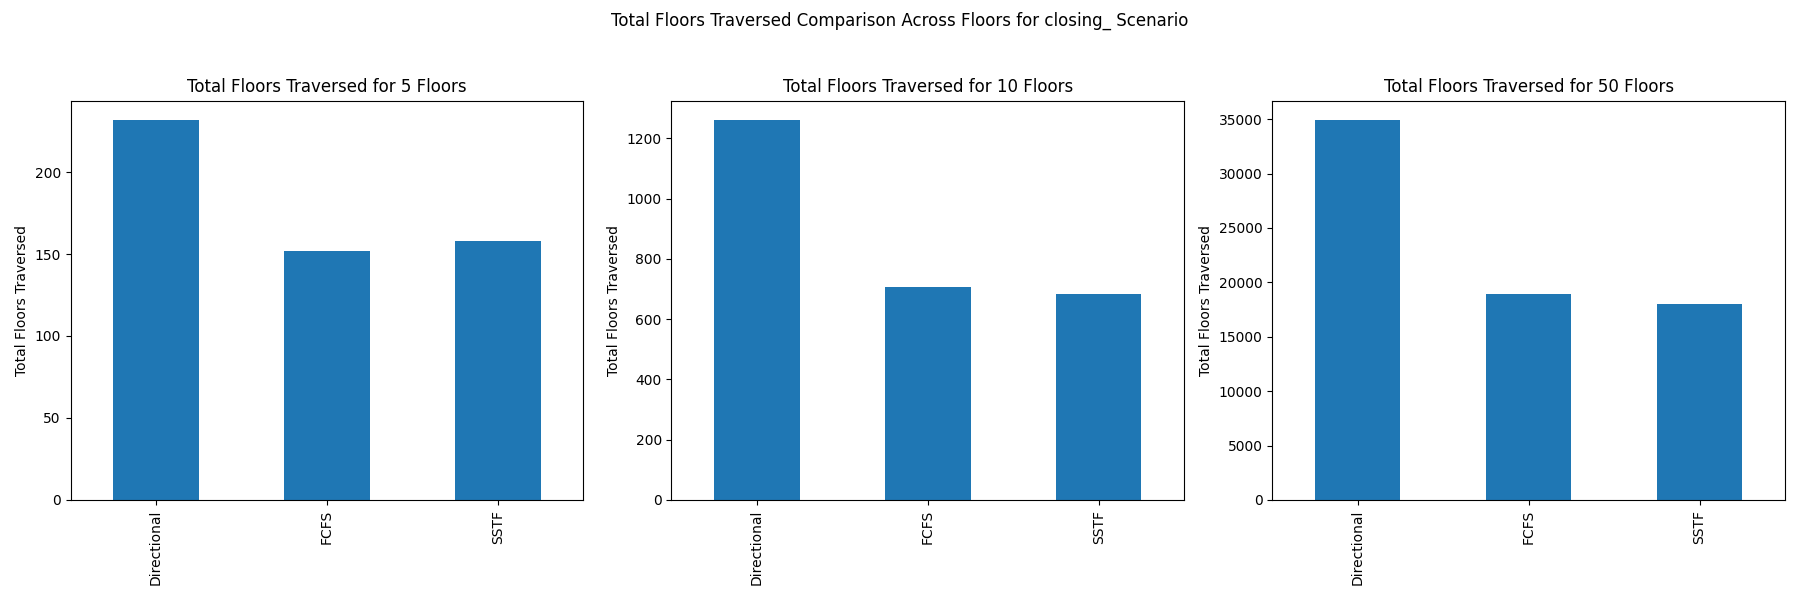 Total Floors Traversed Comparison Across Floors for closing_ Scenario
Total Floors Traversed for 5 Floors
Total Floors Traversed
200
150
100
50
0
Directional
FCFS
SSTF
Total Floors Traversed for 10 Floors
Total Floors Traversed
1200
1000
800
600
400
200
0
Directional
FCFS
SSTF
Total Floors Traversed for 50 Floors
Total Floors Traversed
35000
30000
25000
20000
15000
10000
5000
0
Directional
FCFS
SSTF